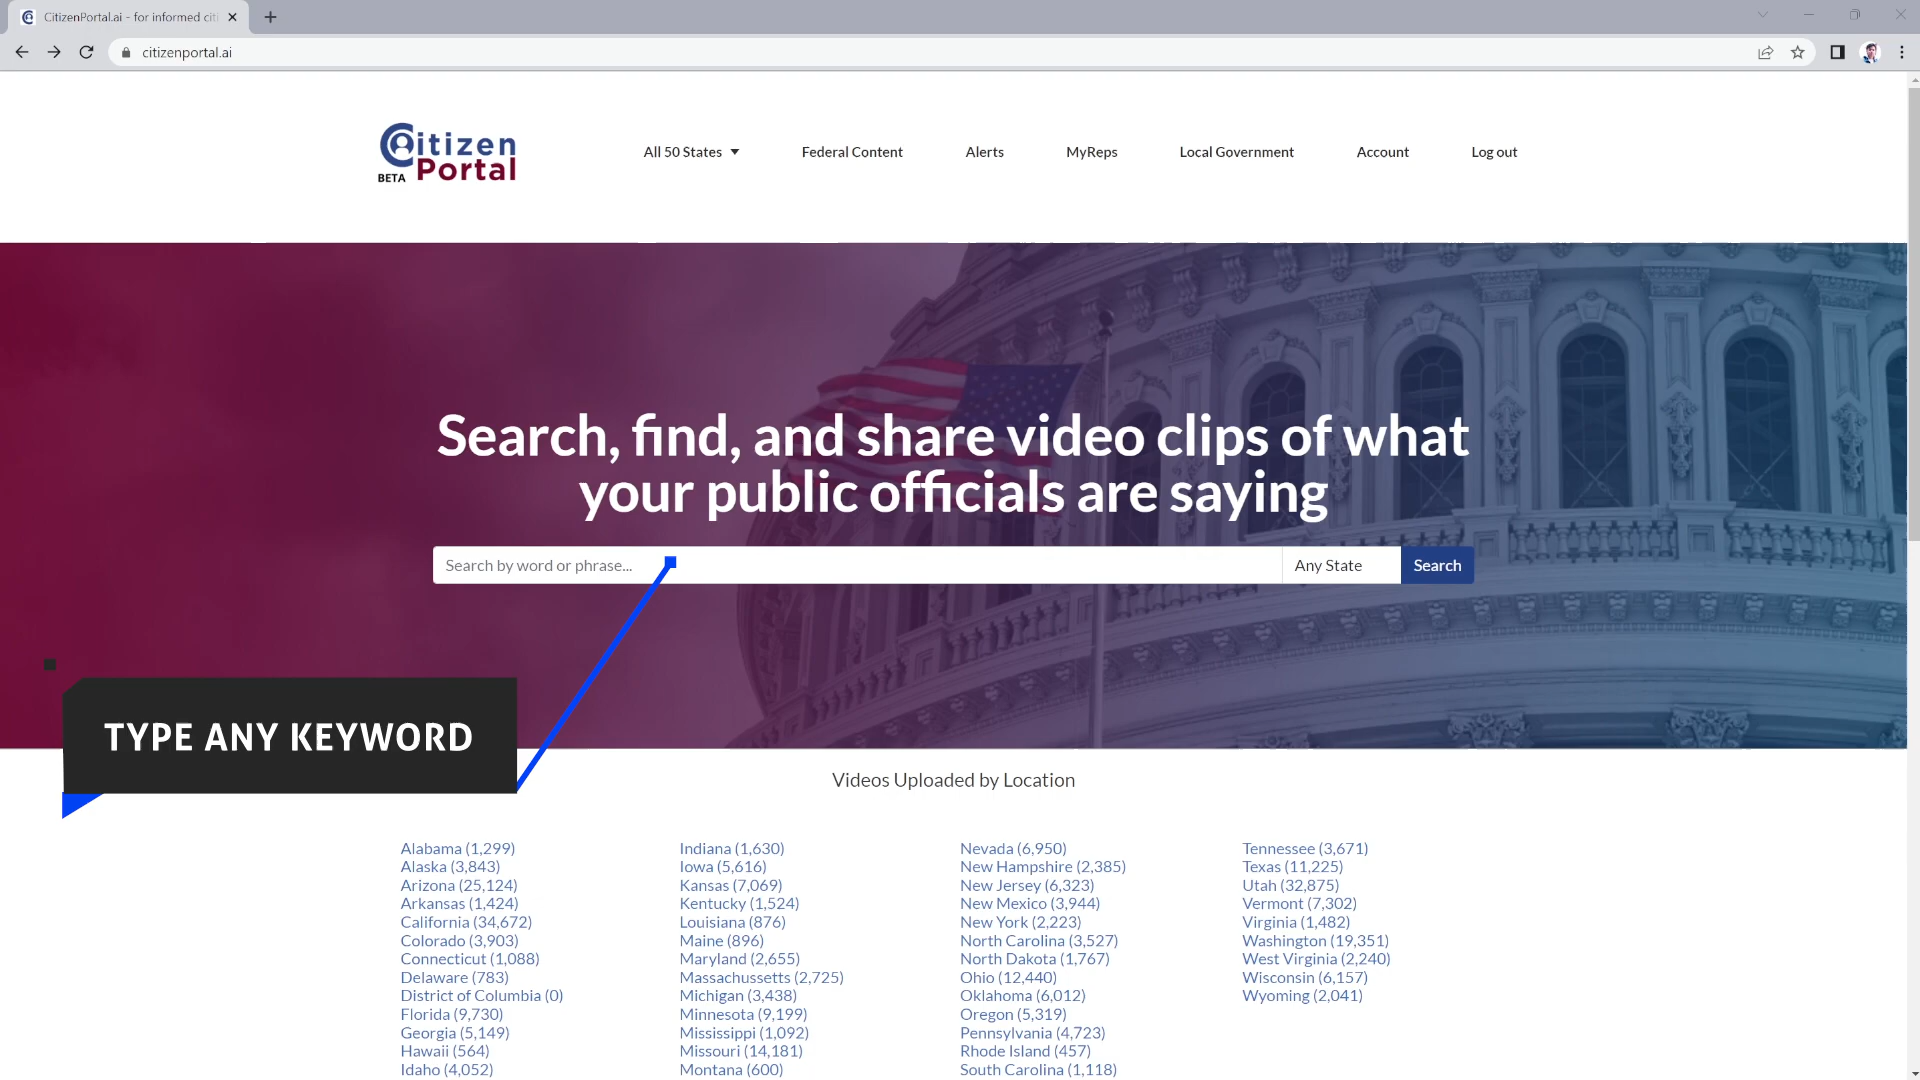 CitizenPortal.ai - for informed citi
citizenportal.ai
Citizen
Portal
BETA
All 50 States
Federal Content
Alerts
MyReps
Local Government
Account
Log out
Search, find, and share video clips of what
your public officials are saying
Search by word or phrase...
Any State
Search
TYPE ANY KEYWORD
Videos Uploaded by Location
Alabama (1,299)
Alaska (3,843)
Arizona (25,124)
Arkansas (1,424)
California (34,672)
Colorado (3,903)
Connecticut (1,088)
Delaware (783)
District of Columbia (0)
Florida (9,730)
Georgia (5,149)
Hawaii (564)
Idaho (4,052)
Indiana (1,630)
Iowa (5,616)
Kansas (7,069)
Kentucky (1,524)
Louisiana (876)
Maine (896)
Maryland (2,655)
Massachussetts (2,725)
Michigan (3,438)
Minnesota (9,199)
Mississippi (1,092)
Missouri (14,181)
Montana (600)
Nevada (6,950)
New Hampshire (2,385)
New Jersey (6,323)
New Mexico (3,944)
New York (2,223)
North Carolina (3,527)
North Dakota (1,767)
Ohio (12,440)
Oklahoma (6,012)
Oregon (5,319)
Pennsylvania (4,723)
Rhode Island (457)
South Carolina (1,118)
Tennessee (3,671)
Texas (11,225)
Utah (32,875)
Vermont (7,302)
Virginia (1,482)
Washington (19,351)
West Virginia (2,240)
Wisconsin (6,157)
Wyoming (2,041)